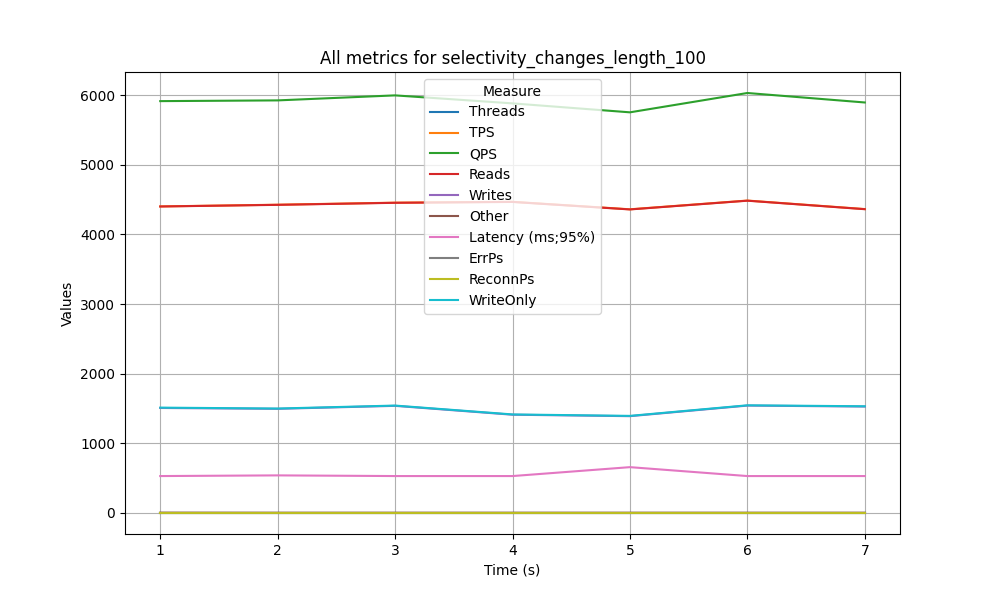 All metrics for selectivity_changes_length_100
Values
6000
5000
4000
3000
2000
1000
0
Measure
Threads
TPS
QPS
Reads
Writes
Other
Latency (ms;95%)
ErrPs
ReconnPs
WriteOnly
1 2 3 4 5 6 7
Time (s)